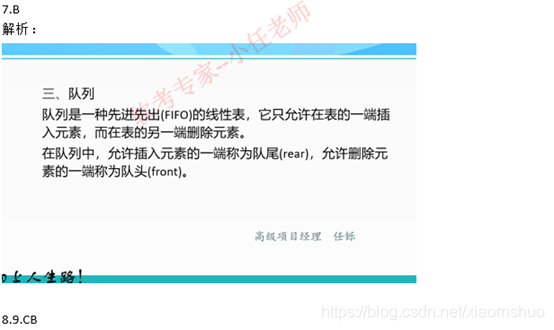 7.B
解析：
三、队列
队列是一种先进先出(FIFO)的线性表，它只允许在表的一端插
入元素，而在表的另一端删除元素。
在队列中，允许插入元素的一端称为队尾(rear)，允许删除元
素的一端称为队头(front)。
软考专家--小任老师
高级项目经理 任铄
上人生路！
8.9.CB
https://blog.csdn.net/xiaomshuo